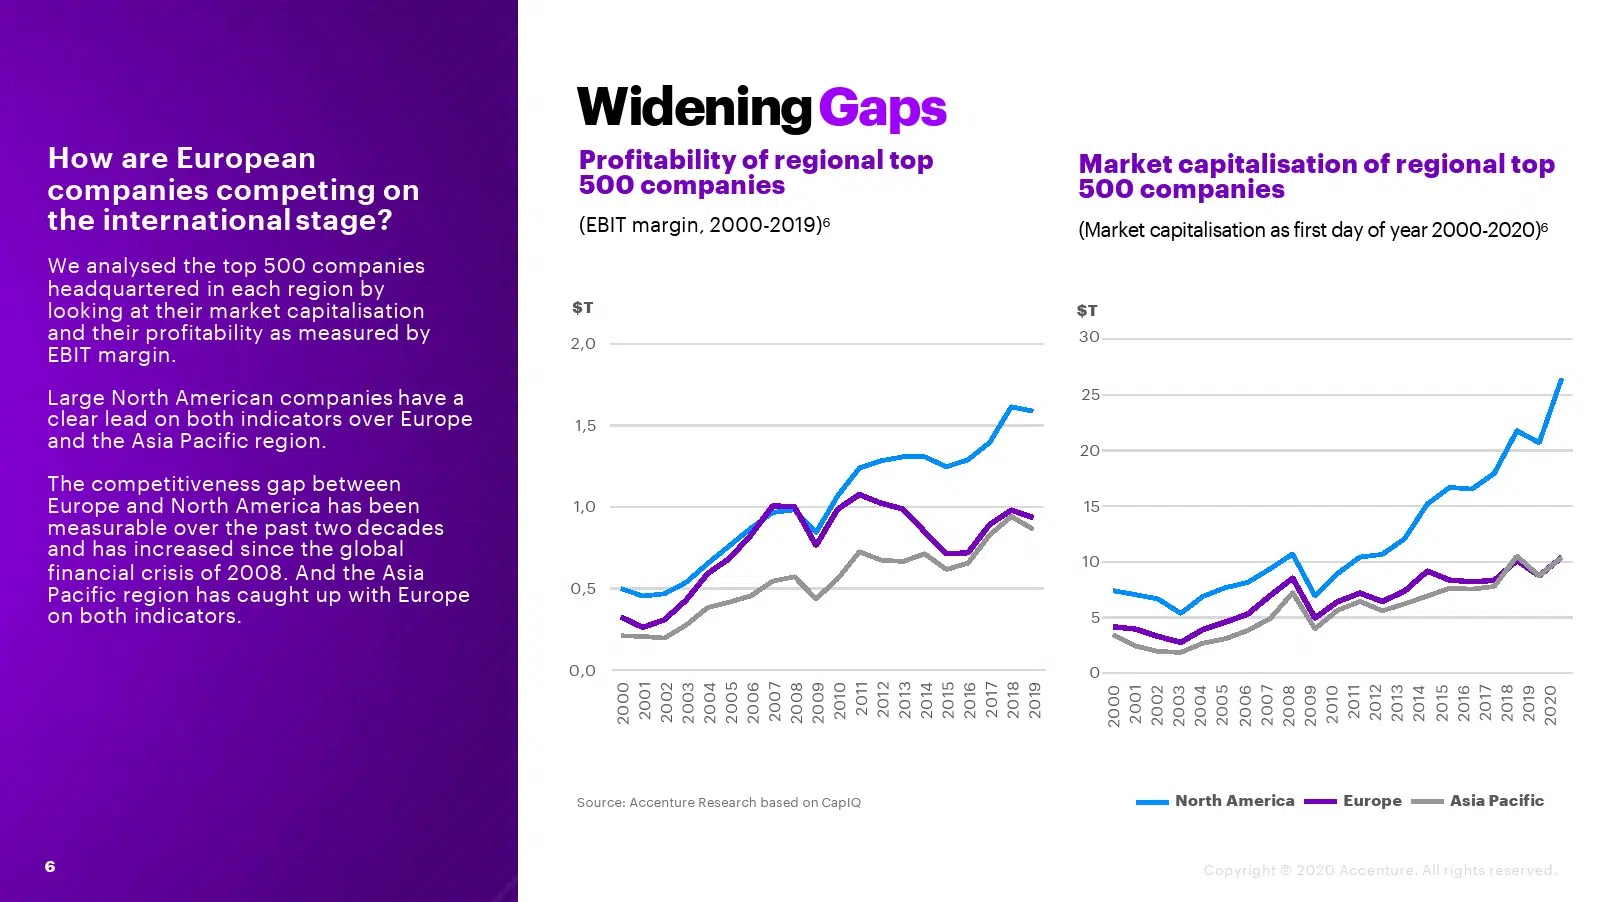 How are European
companies competing on
the international stage?
We analysed the top 500 companies
headquartered in each region by
looking at their market capitalisation
and their profitability as measured by
EBIT margin.
Large North American companies have a
clear lead on both indicators over Europe
and the Asia Pacific region.
The competitiveness gap between
Europe and North America has been
measurable over the past two decades
and has increased since the global
financial crisis of 2008. And the Asia
Pacific region has caught up with Europe
on both indicators.
6
Widening Gaps
Profitability of regional top
500 companies
(EBIT margin, 2000-2019)⁶
$T
2,0
1,5
1,0
0,5
0,0
2000 2001 2002 2003 2004 2005 2006 2007 2008 2009 2010 2011 2012 2013 2014 2015 2016 2017 2018 2019
Source: Accenture Research based on CapIQ
Market capitalisation of regional top
500 companies
(Market capitalisation as first day of year 2000-2020)⁶
$T
30
25
20
15
10
5
0
2000 2001 2002 2003 2004 2005 2006 2007 2008 2009 2010 2011 2012 2013 2014 2015 2016 2017 2018 2019 2020
North America Europe Asia Pacific
Copyright © 2020 Accenture. All rights reserved.